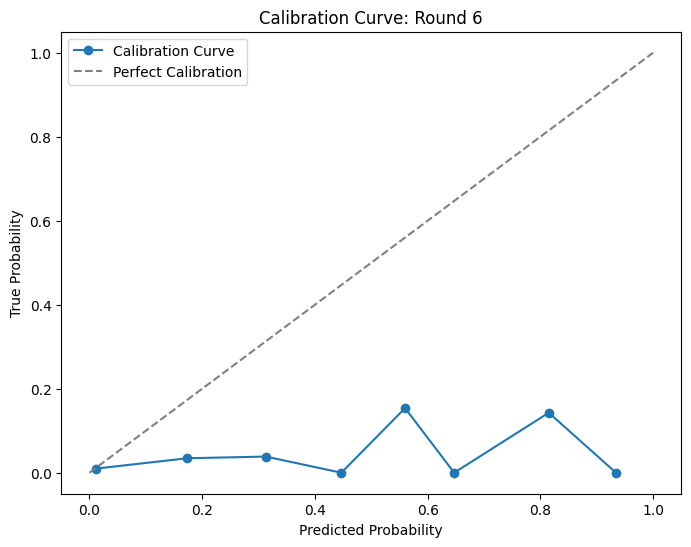 Calibration Curve: Round 6
Calibration Curve
Perfect Calibration
1.0
0.8
0.6
0.4
0.2
0.0
True Probability
0.0 0.2 0.4 0.6 0.8 1.0
Predicted Probability